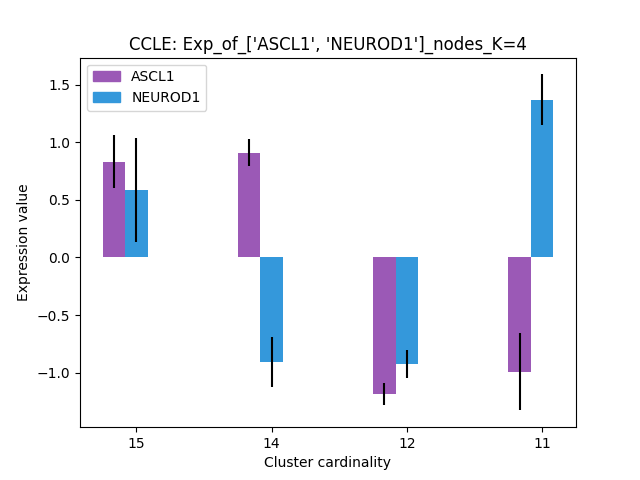 CCLE: Exp_of_['ASCL1', 'NEUROD1']_nodes_K=4
ASCL1
NEUROD1
Expression value
1.5
1.0
0.5
0.0
−0.5
−1.0
15 14 12 11
Cluster cardinality